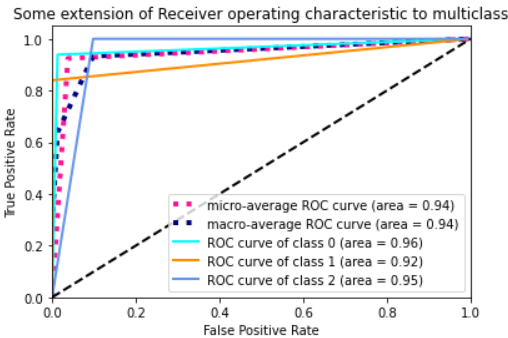 Some extension of Receiver operating characteristic to multiclass
1.0
0.8
0.6
0.4
0.2
0.0
True Positive Rate
micro-average ROC curve (area = 0.94)
macro-average ROC curve (area = 0.94)
ROC curve of class 0 (area = 0.96)
ROC curve of class 1 (area = 0.92)
ROC curve of class 2 (area = 0.95)
0.0 0.2 0.4 0.6 0.8 1.0
False Positive Rate